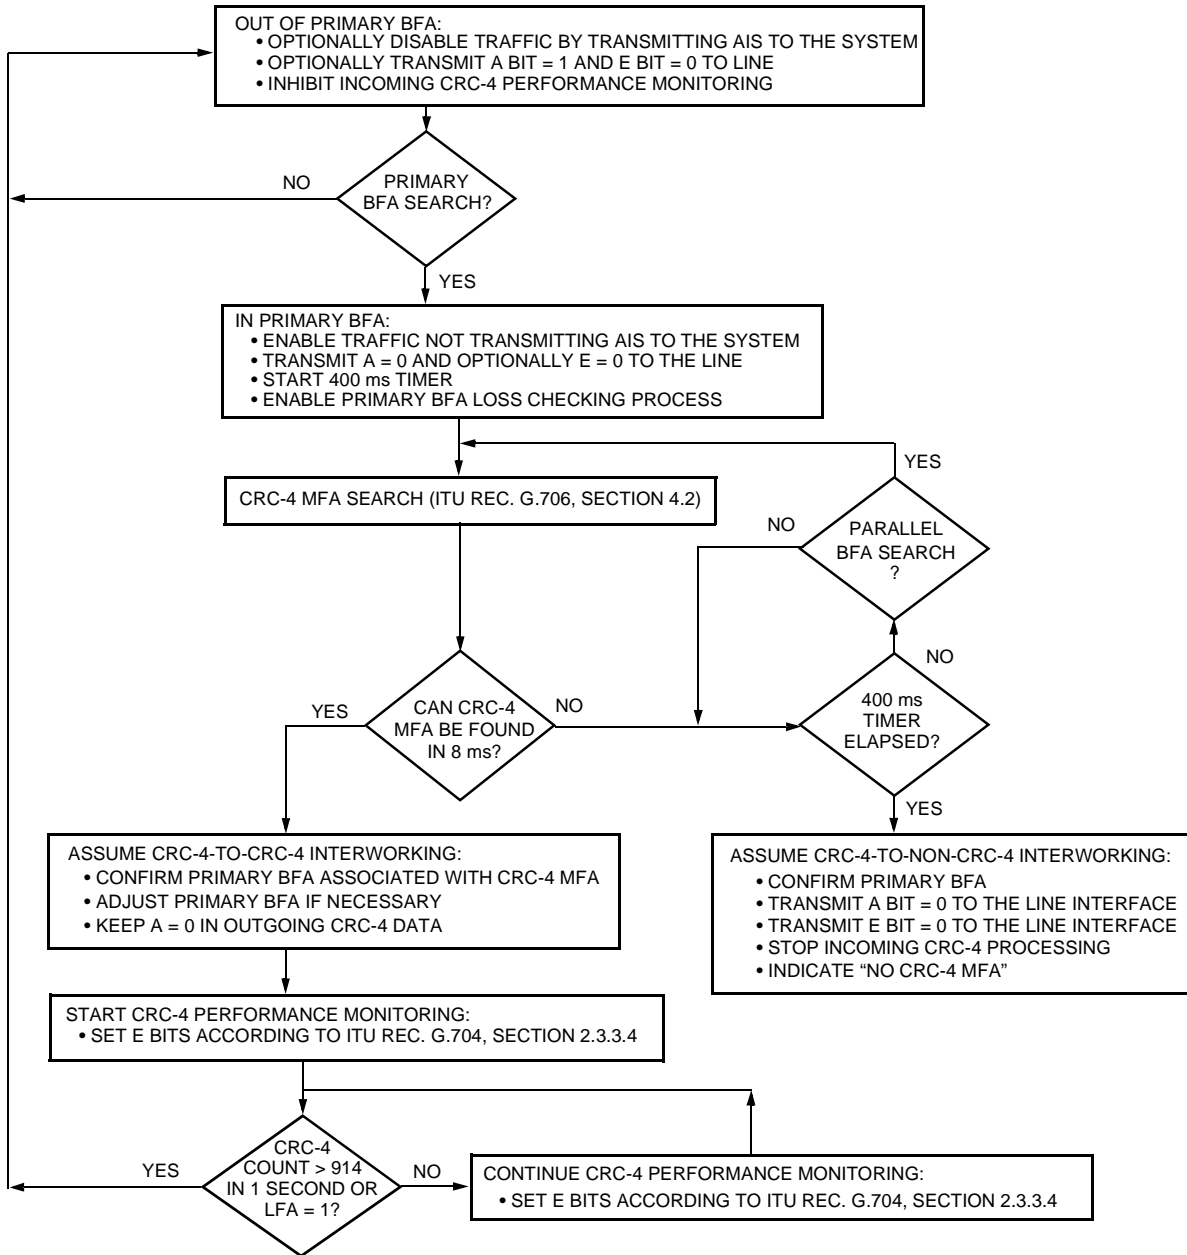 OUT OF PRIMARY BFA:
• OPTIONALLY DISABLE TRAFFIC BY TRANSMITTING AIS TO THE SYSTEM
• OPTIONALLY TRANSMIT A BIT = 1 AND E BIT = 0 TO LINE
• INHIBIT INCOMING CRC-4 PERFORMANCE MONITORING
NO
PRIMARY
BFA SEARCH?
YES
IN PRIMARY BFA:
• ENABLE TRAFFIC NOT TRANSMITTING AIS TO THE SYSTEM
• TRANSMIT A = 0 AND OPTIONALLY E = 0 TO THE LINE
• START 400 ms TIMER
• ENABLE PRIMARY BFA LOSS CHECKING PROCESS
YES
CRC-4 MFA SEARCH (ITU REC. G.706, SECTION 4.2)
NO
PARALLEL
BFA SEARCH
?
NO
YES
CAN CRC-4
MFA BE FOUND
IN 8 ms?
NO
400 ms
TIMER
ELAPSED?
YES
ASSUME CRC-4-TO-CRC-4 INTERWORKING:
• CONFIRM PRIMARY BFA ASSOCIATED WITH CRC-4 MFA
• ADJUST PRIMARY BFA IF NECESSARY
• KEEP A = 0 IN OUTGOING CRC-4 DATA
ASSUME CRC-4-TO-NON-CRC-4 INTERWORKING:
• CONFIRM PRIMARY BFA
• TRANSMIT A BIT = 0 TO THE LINE INTERFACE
• TRANSMIT E BIT = 0 TO THE LINE INTERFACE
• STOP INCOMING CRC-4 PROCESSING
• INDICATE “NO CRC-4 MFA”
START CRC-4 PERFORMANCE MONITORING:
• SET E BITS ACCORDING TO ITU REC. G.704, SECTION 2.3.3.4
YES
CRC-4
COUNT > 914
IN 1 SECOND OR
LFA = 1?
NO
CONTINUE CRC-4 PERFORMANCE MONITORING:
• SET E BITS ACCORDING TO ITU REC. G.704, SECTION 2.3.3.4